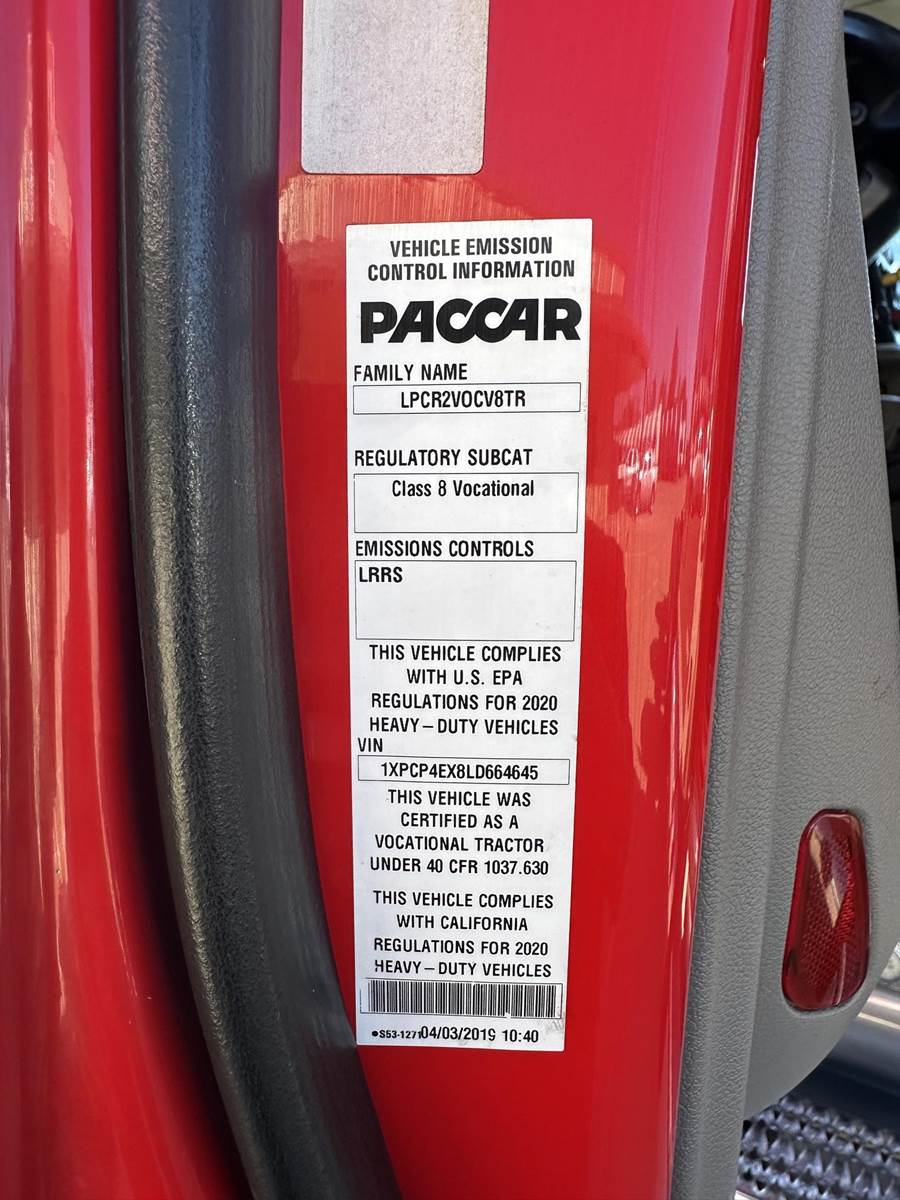 VEHICLE EMISSION
CONTROL INFORMATION
PACCAR
FAMILY NAME
LPCR2VOCV8TR
REGULATORY SUBCAT
Class 8 Vocational
EMISSIONS CONTROLS
LRRS
THIS VEHICLE COMPLIES
WITH U.S. EPA
REGULATIONS FOR 2020
HEAVY–DUTY VEHICLES
VIN
1XPCP4EX8LD664645
THIS VEHICLE WAS
CERTIFIED AS A
VOCATIONAL TRACTOR
UNDER 40 CFR 1037.630
THIS VEHICLE COMPLIES
WITH CALIFORNIA
REGULATIONS FOR 2020
HEAVY–DUTY VEHICLES
●S53-1271 04/03/2019 10:40